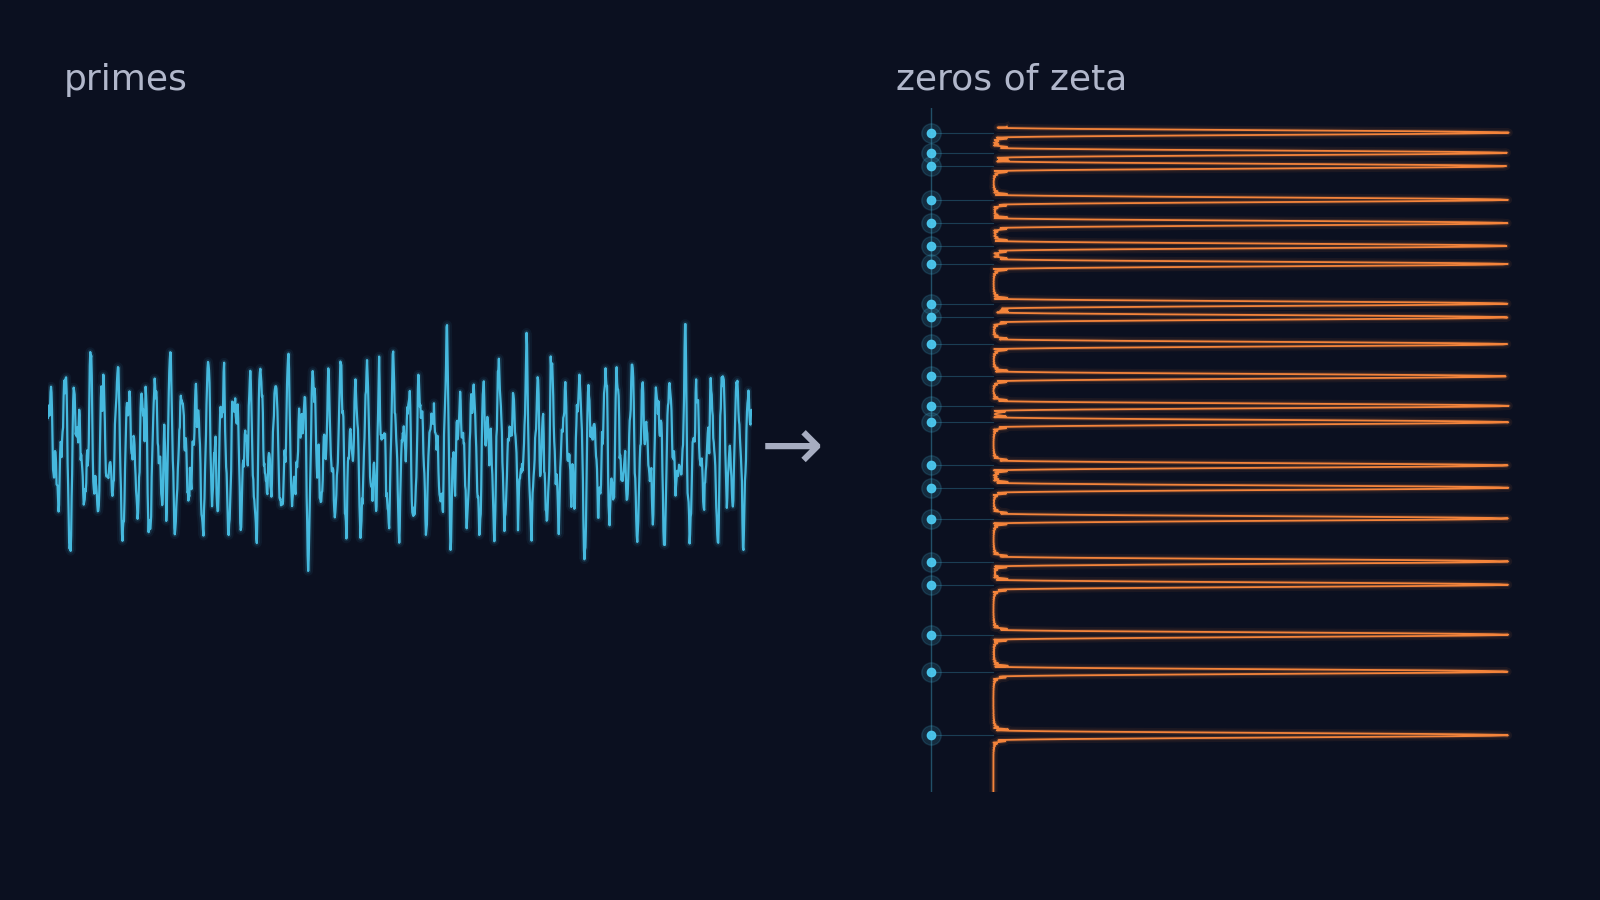 primes
zeros of zeta
→